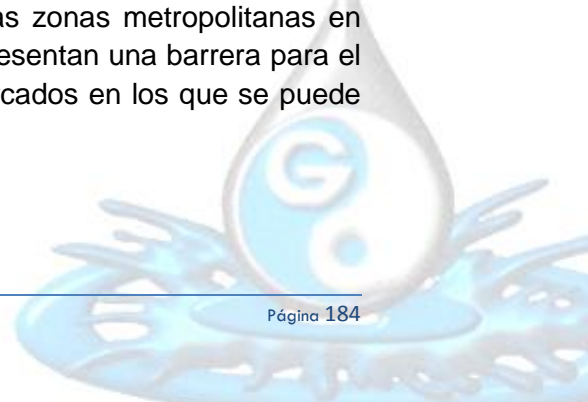 as zonas metropolitanas en
esentan una barrera para el
cados en los que se puede
G
Página 184